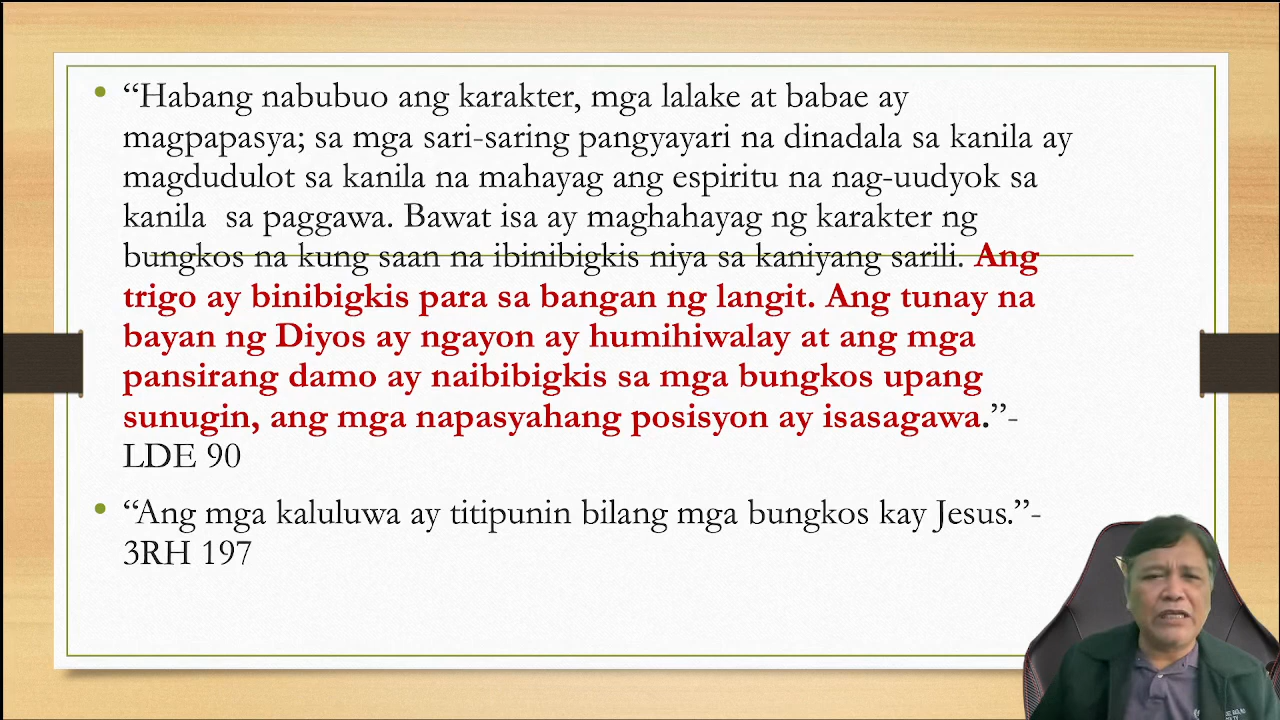 • “Habang nabubuo ang karakter, mga lalake at babae ay
magpapasya; sa mga sari-saring pangyayari na dinadala sa kanila ay
magdudulot sa kanila na mahayag ang espiritu na nag-uudyok sa
kanila  sa paggawa. Bawat isa ay maghahayag ng karakter ng
bungkos na kung saan na ibinibigkis niya sa kaniyang sarili. Ang
trigo ay binibigkis para sa bangan ng langit. Ang tunay na
bayan ng Diyos ay ngayon ay humihiwalay at ang mga
pansirang damo ay naibibigkis sa mga bungkos upang
sunugin, ang mga napasyahang posisyon ay isasagawa.”-
LDE 90
• “Ang mga kaluluwa ay titipunin bilang mga bungkos kay Jesus.”-
3RH 197